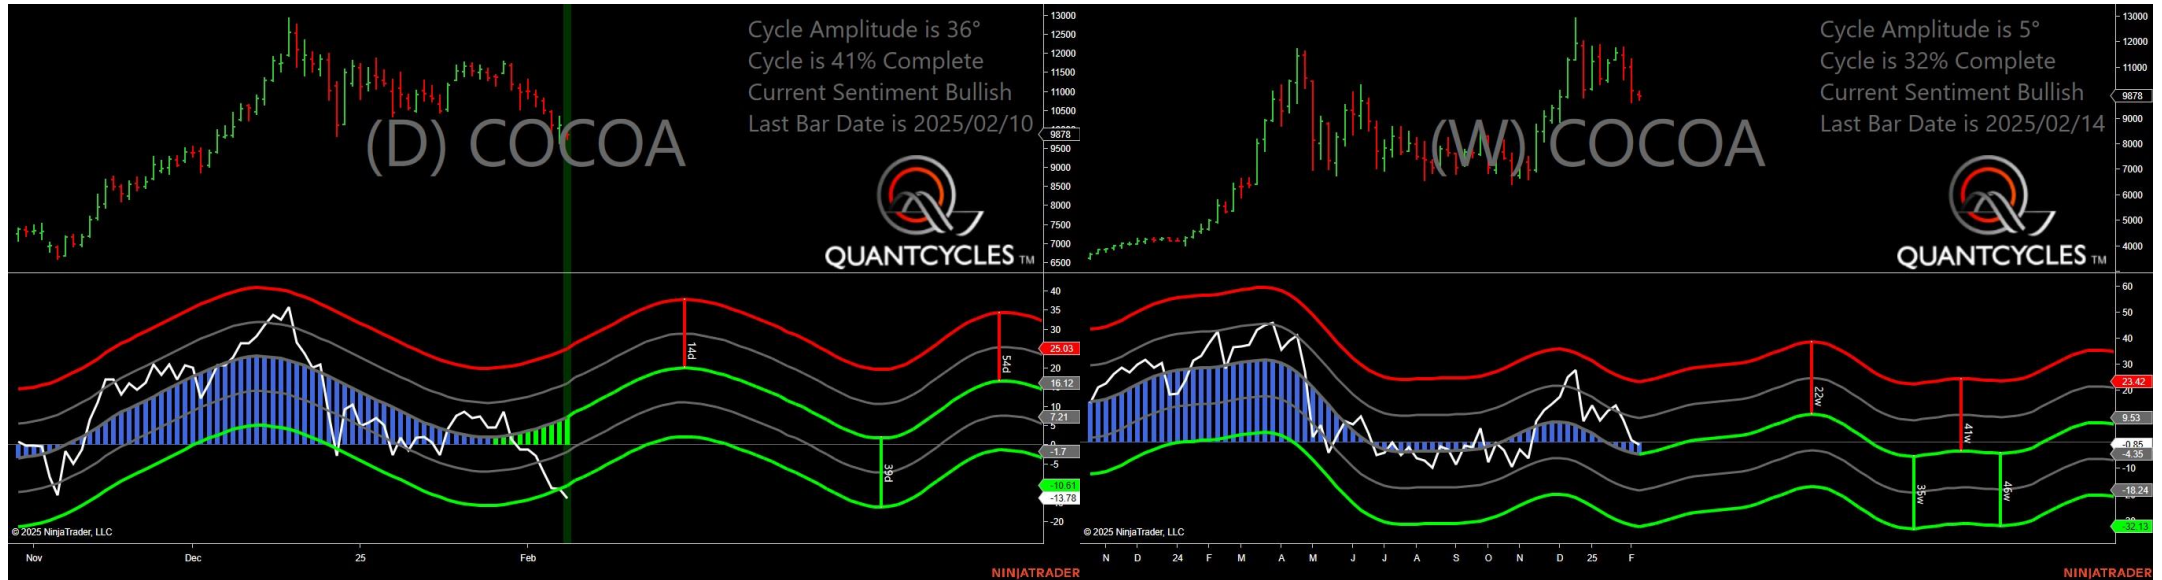 Cycle Amplitude is 36°
Cycle is 41% Complete
Current Sentiment Bullish
Last Bar Date is 2025/02/10
(D) COCOA
QUANTCYCLES TM
13000
12500
12000
11500
11000
10500
9878
9500
9000
8500
8000
7500
7000
6500
40
35
30
25.03
20
16.12
10
7.21
5
0
-1.7
-5
-10.61
-13.78
-20
14d
39d
54d
© 2025 NinjaTrader, LLC
Nov
Dec
25
Feb
NINJATRADER
Cycle Amplitude is 5°
Cycle is 32% Complete
Current Sentiment Bullish
Last Bar Date is 2025/02/14
(W) COCOA
QUANTCYCLES TM
13000
12000
11000
9878
9000
8000
7000
6000
5000
4000
60
50
40
30
23.42
20
9.53
-0.85
-4.35
-10
-18.24
-32.13
22w
35w
41w
46w
© 2025 NinjaTrader, LLC
N
D
24
F
M
A
M
J
J
A
S
O
N
D
25
F
NINJATRADER